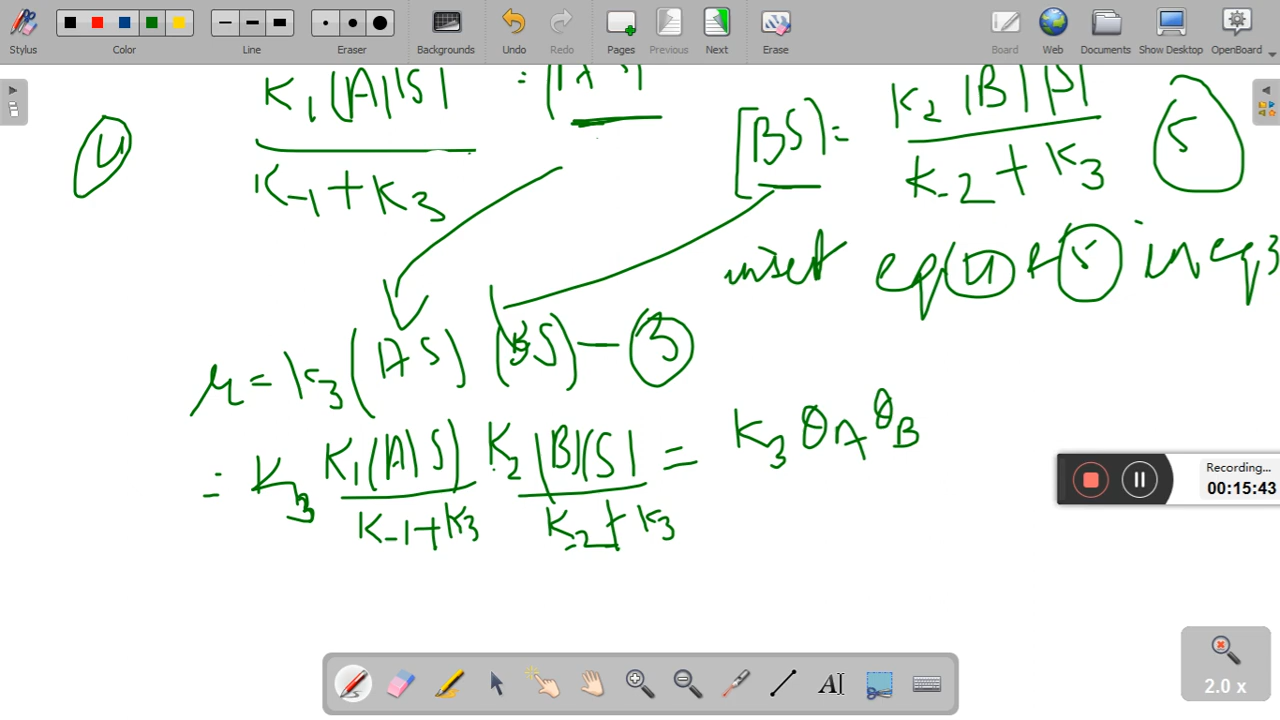 Stylus Color Line Eraser Backgrounds Undo Redo Pages Previous Next Erase Board Web Documents Show Desktop OpenBoard
K1 [A][S] / K-1 + K3
4
[BS] = K2 [B][S] / K-2 + K3 5
insert eq 4 & 5 in eq 3
r = K3 (AS) (BS) — 3
= K3 K1 (A)(S) / K-1 + K3 K2 [B](S) / K-2 + K3 = K3 θA θB
Recording...
00:15:43
AI
2.0 x